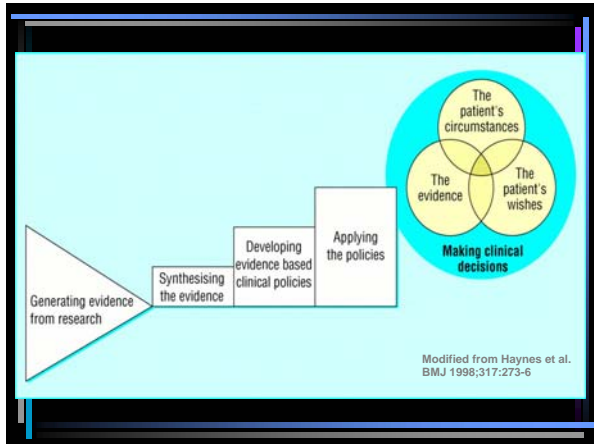 Generating evidence
from research
Synthesising
the evidence
Developing
evidence based
clinical policies
Applying
the policies
The
patient's
circumstances
The
evidence
The
patient's
wishes
Making clinical
decisions
Modified from Haynes et al.
BMJ 1998;317:273-6